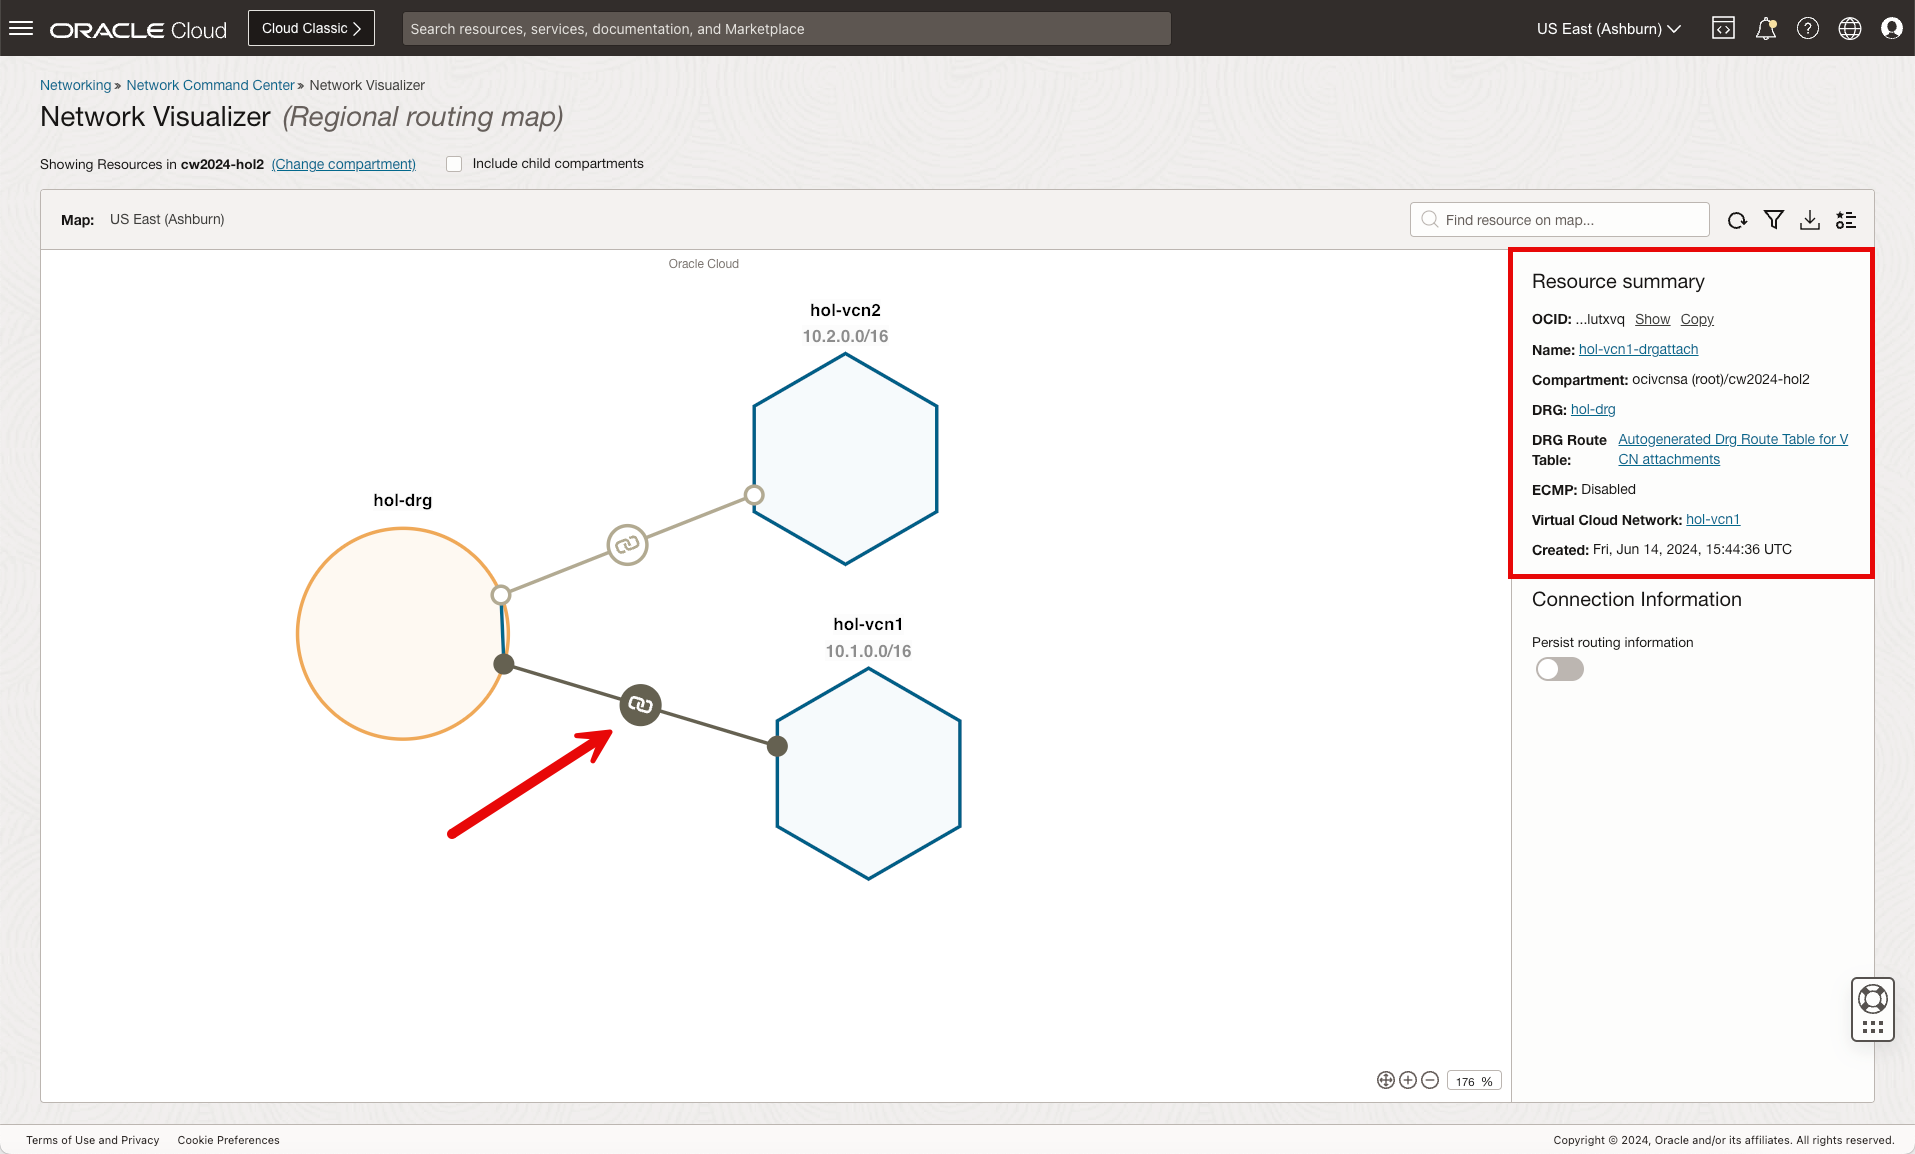 ORACLE Cloud
Cloud Classic
Search resources, services, documentation, and Marketplace
US East (Ashburn)
Networking » Network Command Center » Network Visualizer
Network Visualizer (Regional routing map)
Showing Resources in cw2024-hol2 (Change compartment)
Include child compartments
Map: US East (Ashburn)
Find resource on map...
Oracle Cloud
hol-vcn2
10.2.0.0/16
hol-drg
hol-vcn1
10.1.0.0/16
Resource summary
OCID: ...lutxvq Show Copy
Name: hol-vcn1-drgattach
Compartment: ocivcnsa (root)/cw2024-hol2
DRG: hol-drg
DRG Route Table: Autogenerated Drg Route Table for V
CN attachments
ECMP: Disabled
Virtual Cloud Network: hol-vcn1
Created: Fri, Jun 14, 2024, 15:44:36 UTC
Connection Information
Persist routing information
176 %
Terms of Use and Privacy
Cookie Preferences
Copyright © 2024, Oracle and/or its affiliates. All rights reserved.